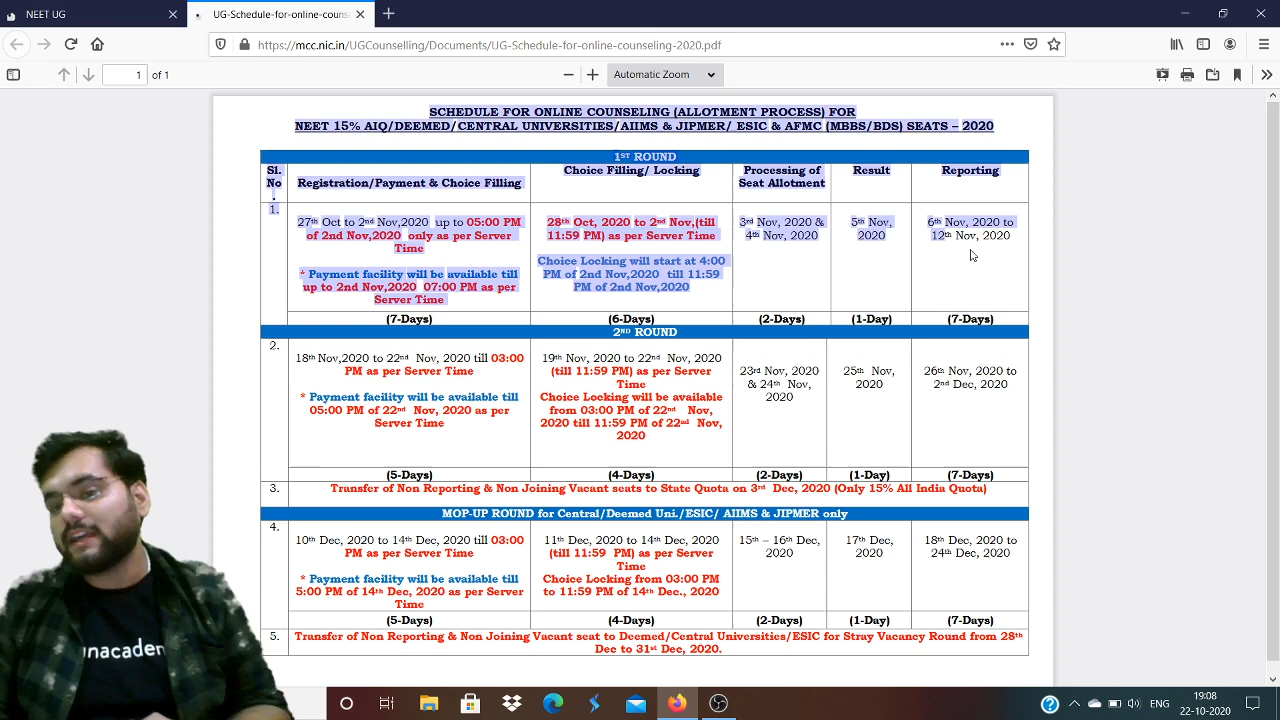 NEET UG
UG-Schedule-for-online-couns
https://mcc.nic.in/UGCounselling/Documents/UG-Schedule-for-online-counseling-2020.pdf
1 of 1
Automatic Zoom
SCHEDULE FOR ONLINE COUNSELING (ALLOTMENT PROCESS) FOR
NEET 15% AIQ/DEEMED/CENTRAL UNIVERSITIES/AIIMS & JIPMER/ ESIC & AFMC (MBBS/BDS) SEATS – 2020
1ST ROUND
Sl.
No
.
Registration/Payment & Choice Filling
Choice Filling/ Locking
Processing of
Seat Allotment
Result
Reporting
1.
27th Oct to 2nd Nov,2020 up to 05:00 PM
of 2nd Nov,2020 only as per Server
Time
* Payment facility will be available till
up to 2nd Nov,2020 07:00 PM as per
Server Time
28th Oct, 2020 to 2nd Nov,(till
11:59 PM) as per Server Time
Choice Locking will start at 4:00
PM of 2nd Nov,2020 till 11:59
PM of 2nd Nov,2020
3rd Nov, 2020 &
4th Nov, 2020
5th Nov,
2020
6th Nov, 2020 to
12th Nov, 2020
(7-Days)
(6-Days)
(2-Days)
(1-Day)
(7-Days)
2ND ROUND
2.
18th Nov,2020 to 22nd Nov, 2020 till 03:00
PM as per Server Time
* Payment facility will be available till
05:00 PM of 22nd Nov, 2020 as per
Server Time
19th Nov, 2020 to 22nd Nov, 2020
(till 11:59 PM) as per Server
Time
Choice Locking will be available
from 03:00 PM of 22nd Nov,
2020 till 11:59 PM of 22nd Nov,
2020
23rd Nov, 2020
& 24th Nov,
2020
25th Nov,
2020
26th Nov, 2020 to
2nd Dec, 2020
(5-Days)
(4-Days)
(2-Days)
(1-Day)
(7-Days)
3.
Transfer of Non Reporting & Non Joining Vacant seats to State Quota on 3rd Dec, 2020 (Only 15% All India Quota)
MOP-UP ROUND for Central/Deemed Uni./ESIC/ AIIMS & JIPMER only
4.
10th Dec, 2020 to 14th Dec, 2020 till 03:00
PM as per Server Time
* Payment facility will be available till
5:00 PM of 14th Dec, 2020 as per Server
Time
11th Dec, 2020 to 14th Dec, 2020
(till 11:59 PM) as per Server
Time
Choice Locking from 03:00 PM
to 11:59 PM of 14th Dec., 2020
15th – 16th Dec,
2020
17th Dec,
2020
18th Dec, 2020 to
24th Dec, 2020
(5-Days)
(4-Days)
(2-Days)
(1-Day)
(7-Days)
5.
Transfer of Non Reporting & Non Joining Vacant seat to Deemed/Central Universities/ESIC for Stray Vacancy Round from 28th
Dec to 31st Dec, 2020.
unacadem
ENG
19:08
22-10-2020